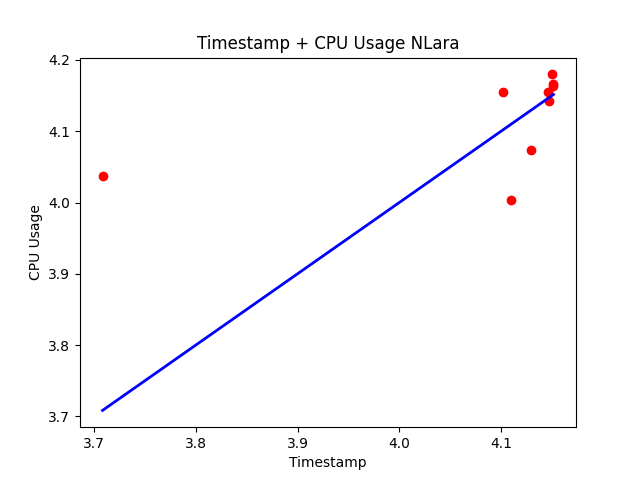 Timestamp + CPU Usage NLara
4.2
4.1
4.0
3.9
3.8
3.7
CPU Usage
3.7 3.8 3.9 4.0 4.1
Timestamp